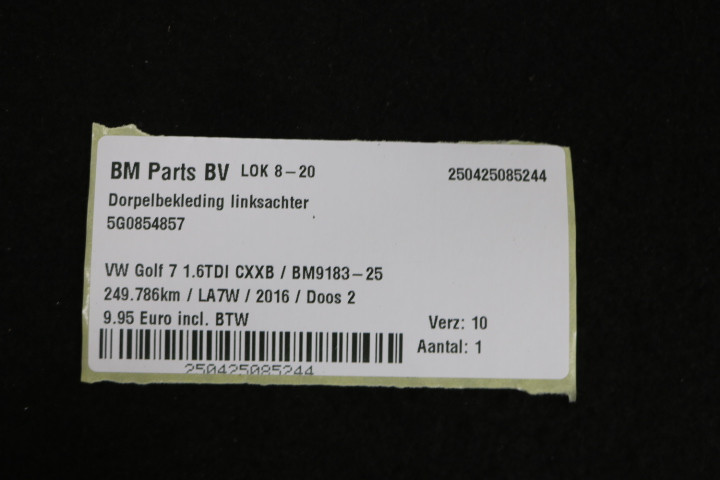 BM Parts BV LOK 8-20 250425085244
Dorpelbekleding linksachter
5G0854857
VW Golf 7 1.6TDI CXXB / BM9183-25
249.786km / LA7W / 2016 / Doos 2
9.95 Euro incl. BTW Verz: 10
Aantal: 1
250425085244